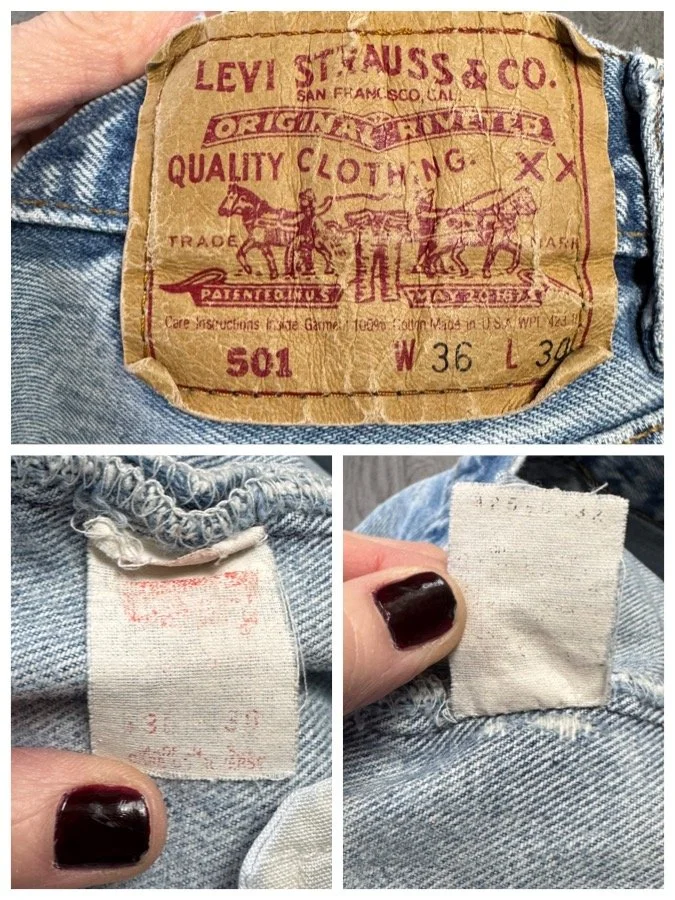 LEVI STRAUSS & CO.
SAN FRANCISCO, CAL.
ORIGINAL RIVETED
QUALITY CLOTHING. XX
TRADE MARK
PATENTED IN U.S. MAY 20 1873
Care Instructions Inside Garment 100% Cotton Made in U.S.A. WPL 423
501 W 36 L 30